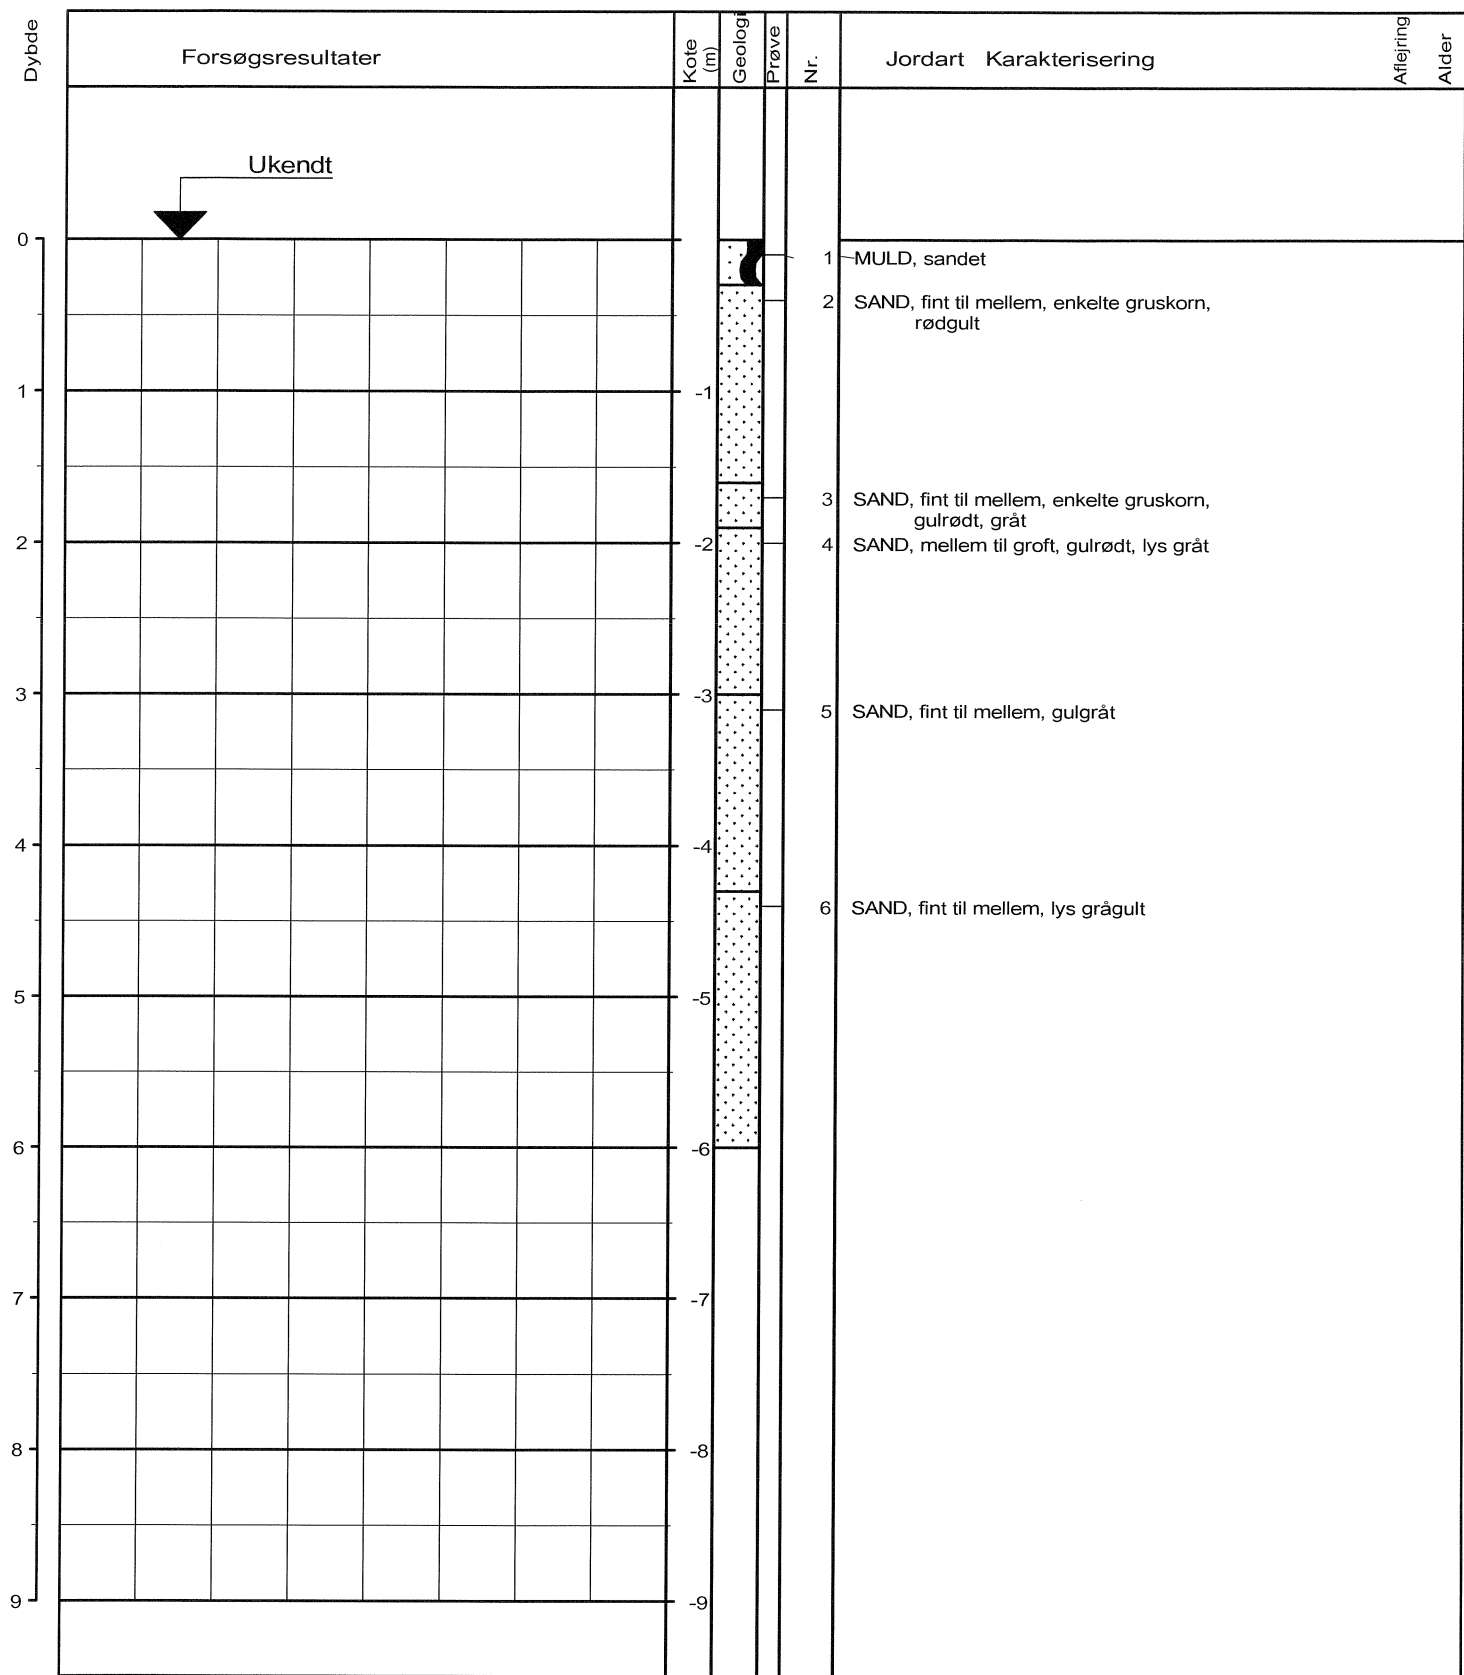 Dybde
Forsøgsresultater
Kote
(m)
Geologi
Prøve
Nr.
Jordart Karakterisering
Aflejring
Alder
Ukendt
0
1 MULD, sandet
2 SAND, fint til mellem, enkelte gruskorn,
rødgult
1 -1
3 SAND, fint til mellem, enkelte gruskorn,
gulrødt, gråt
2 -2 4 SAND, mellem til groft, gulrødt, lys gråt
3 -3
5 SAND, fint til mellem, gulgråt
4 -4
6 SAND, fint til mellem, lys grågult
5 -5
6 -6
7 -7
8 -8
9 -9